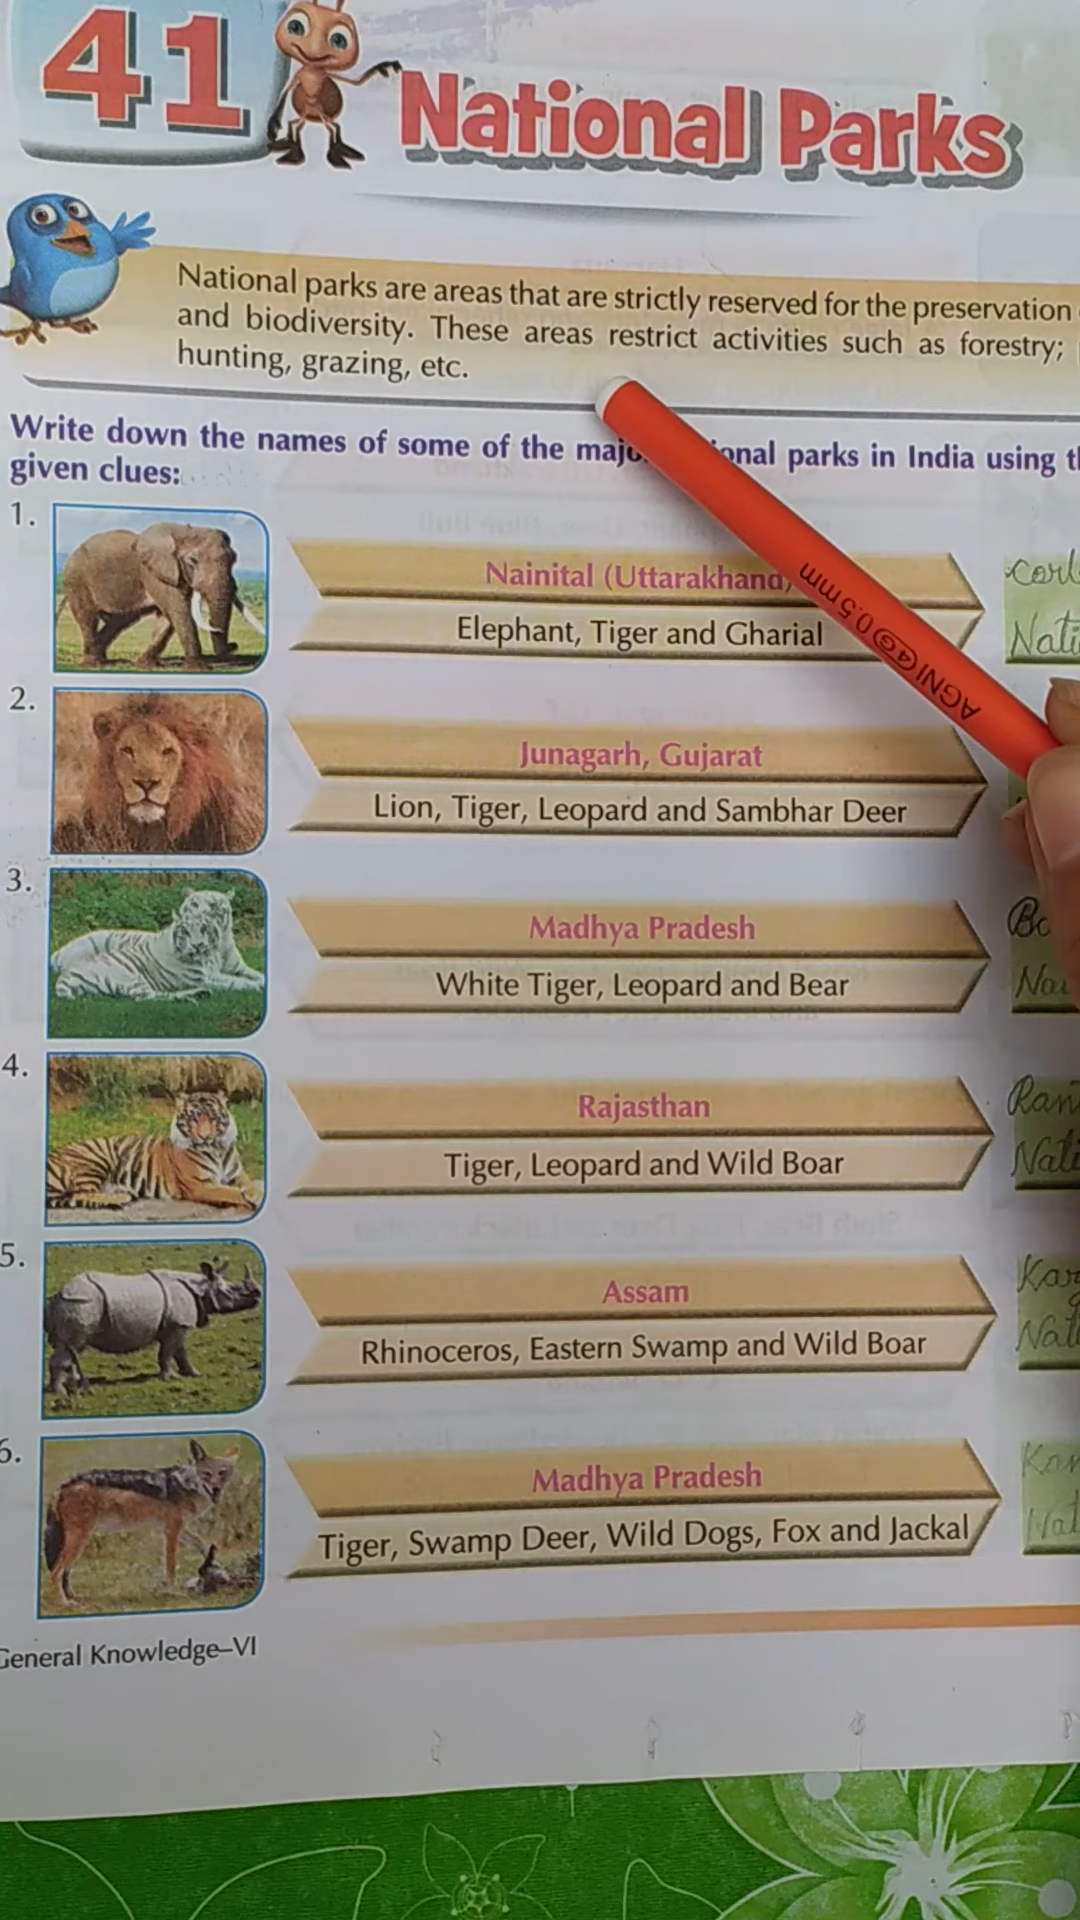 41 National Parks
National parks are areas that are strictly reserved for the preservation
and biodiversity. These areas restrict activities such as forestry;
hunting, grazing, etc.
Write down the names of some of the parks in India using
given clues:
1.
Nainital (Uttarakhand)
Elephant, Tiger and Gharial
2.
Junagarh, Gujarat
Lion, Tiger, Leopard and Sambhar Deer
3.
Madhya Pradesh
White Tiger, Leopard and Bear
4.
Rajasthan
Tiger, Leopard and Wild Boar
5.
Assam
Rhinoceros, Eastern Swamp and Wild Boar
6.
Madhya Pradesh
Tiger, Swamp Deer, Wild Dogs, Fox and Jackal
General Knowledge–VI
AGNI 0.5mm